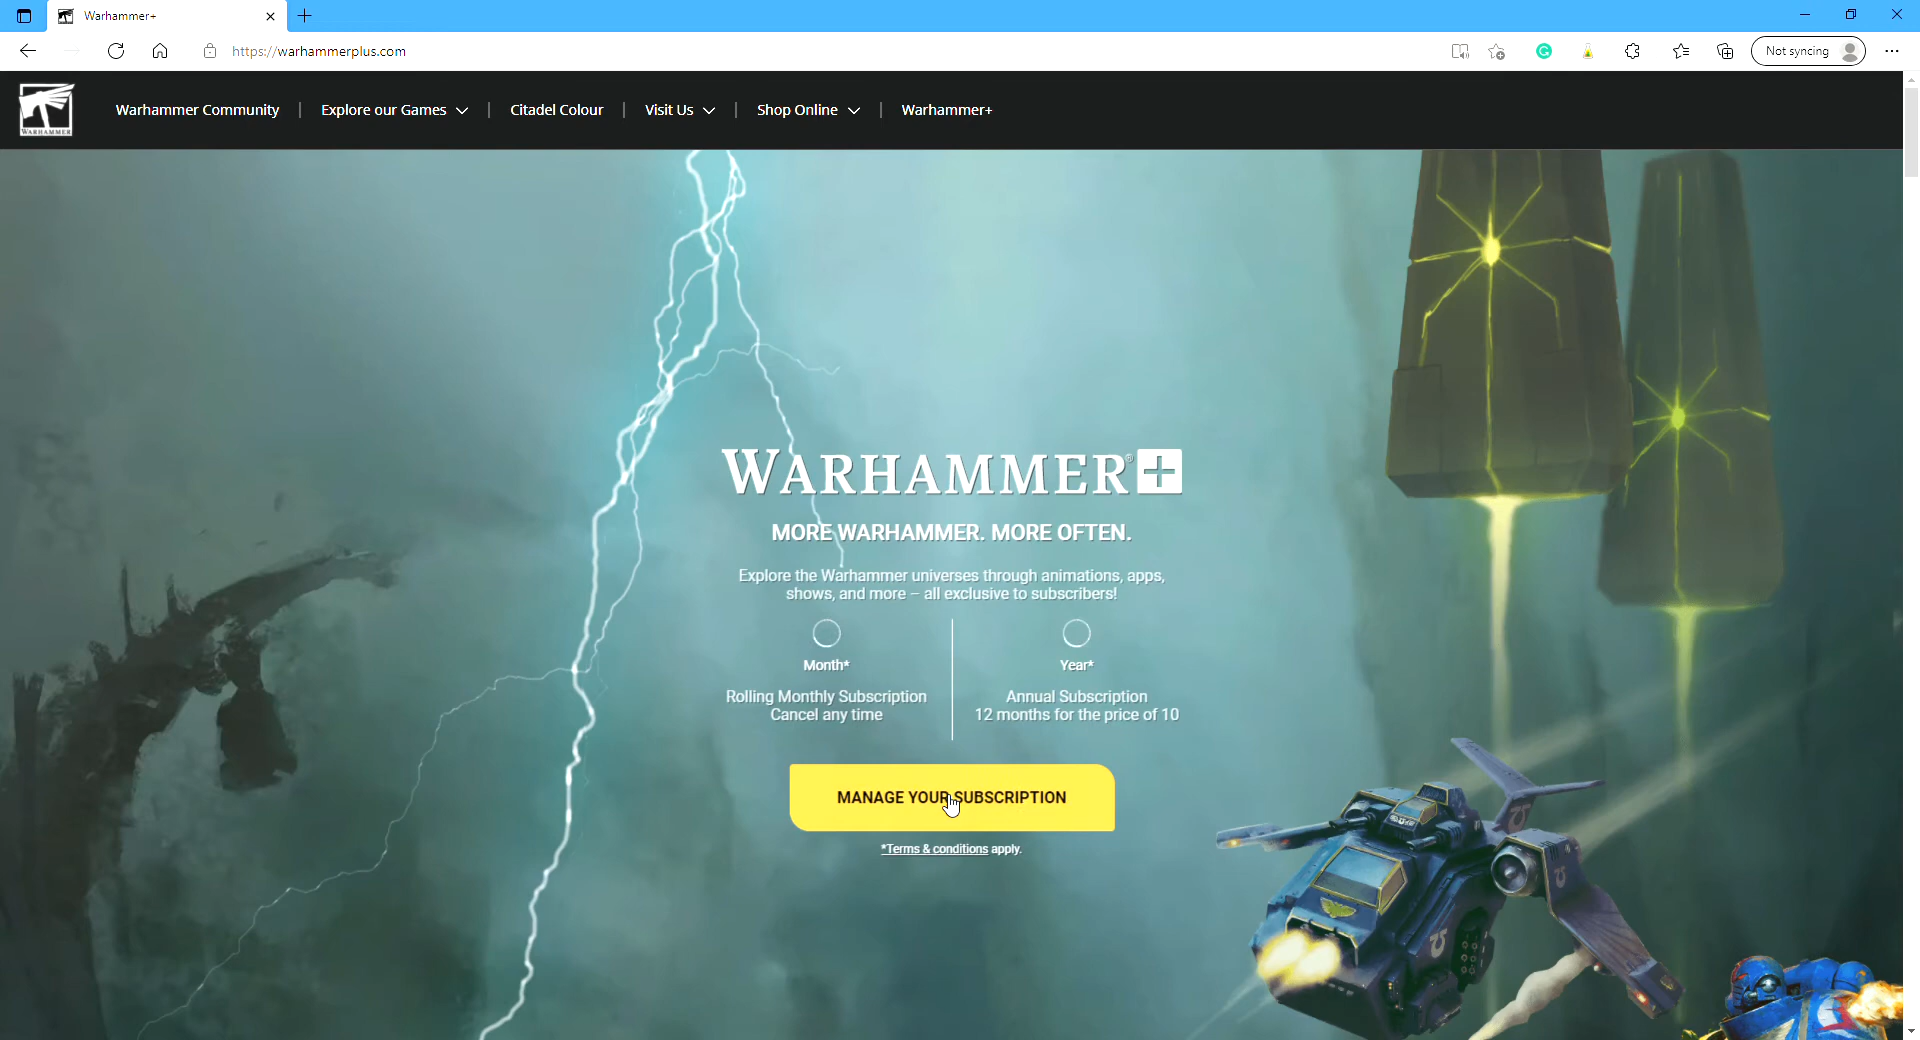 Warhammer+
https://warhammerplus.com
Not syncing
WARHAMMER
Warhammer Community | Explore our Games | Citadel Colour | Visit Us | Shop Online | Warhammer+
WARHAMMER®+
MORE WARHAMMER. MORE OFTEN.
Explore the Warhammer universes through animations, apps,
shows, and more – all exclusive to subscribers!
Month*
Rolling Monthly Subscription
Cancel any time
Year*
Annual Subscription
12 months for the price of 10
MANAGE YOUR SUBSCRIPTION
*Terms & conditions apply.